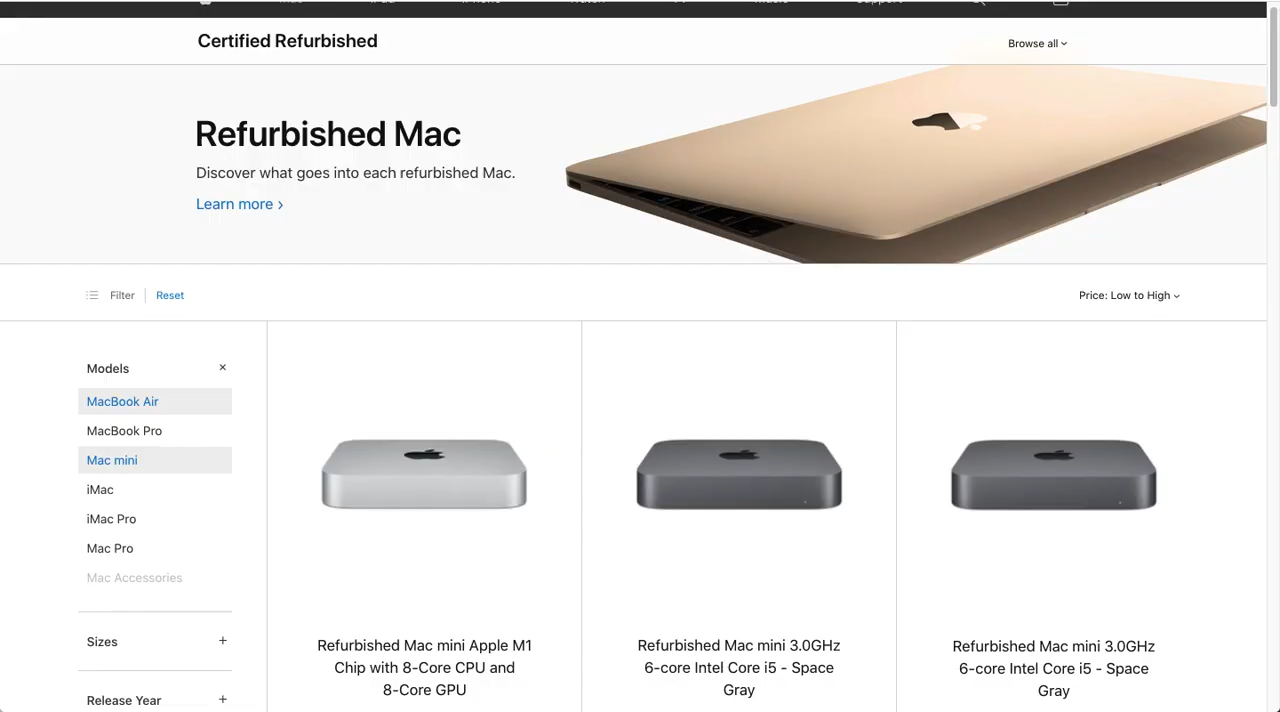 Certified Refurbished
Browse all
Refurbished Mac
Discover what goes into each refurbished Mac.
Learn more ›
Filter
Reset
Price: Low to High
Models
MacBook Air
MacBook Pro
Mac mini
iMac
iMac Pro
Mac Pro
Mac Accessories
Sizes +
Release Year +
Refurbished Mac mini Apple M1
Chip with 8-Core CPU and
8-Core GPU
Refurbished Mac mini 3.0GHz
6-core Intel Core i5 - Space
Gray
Refurbished Mac mini 3.0GHz
6-core Intel Core i5 - Space
Gray